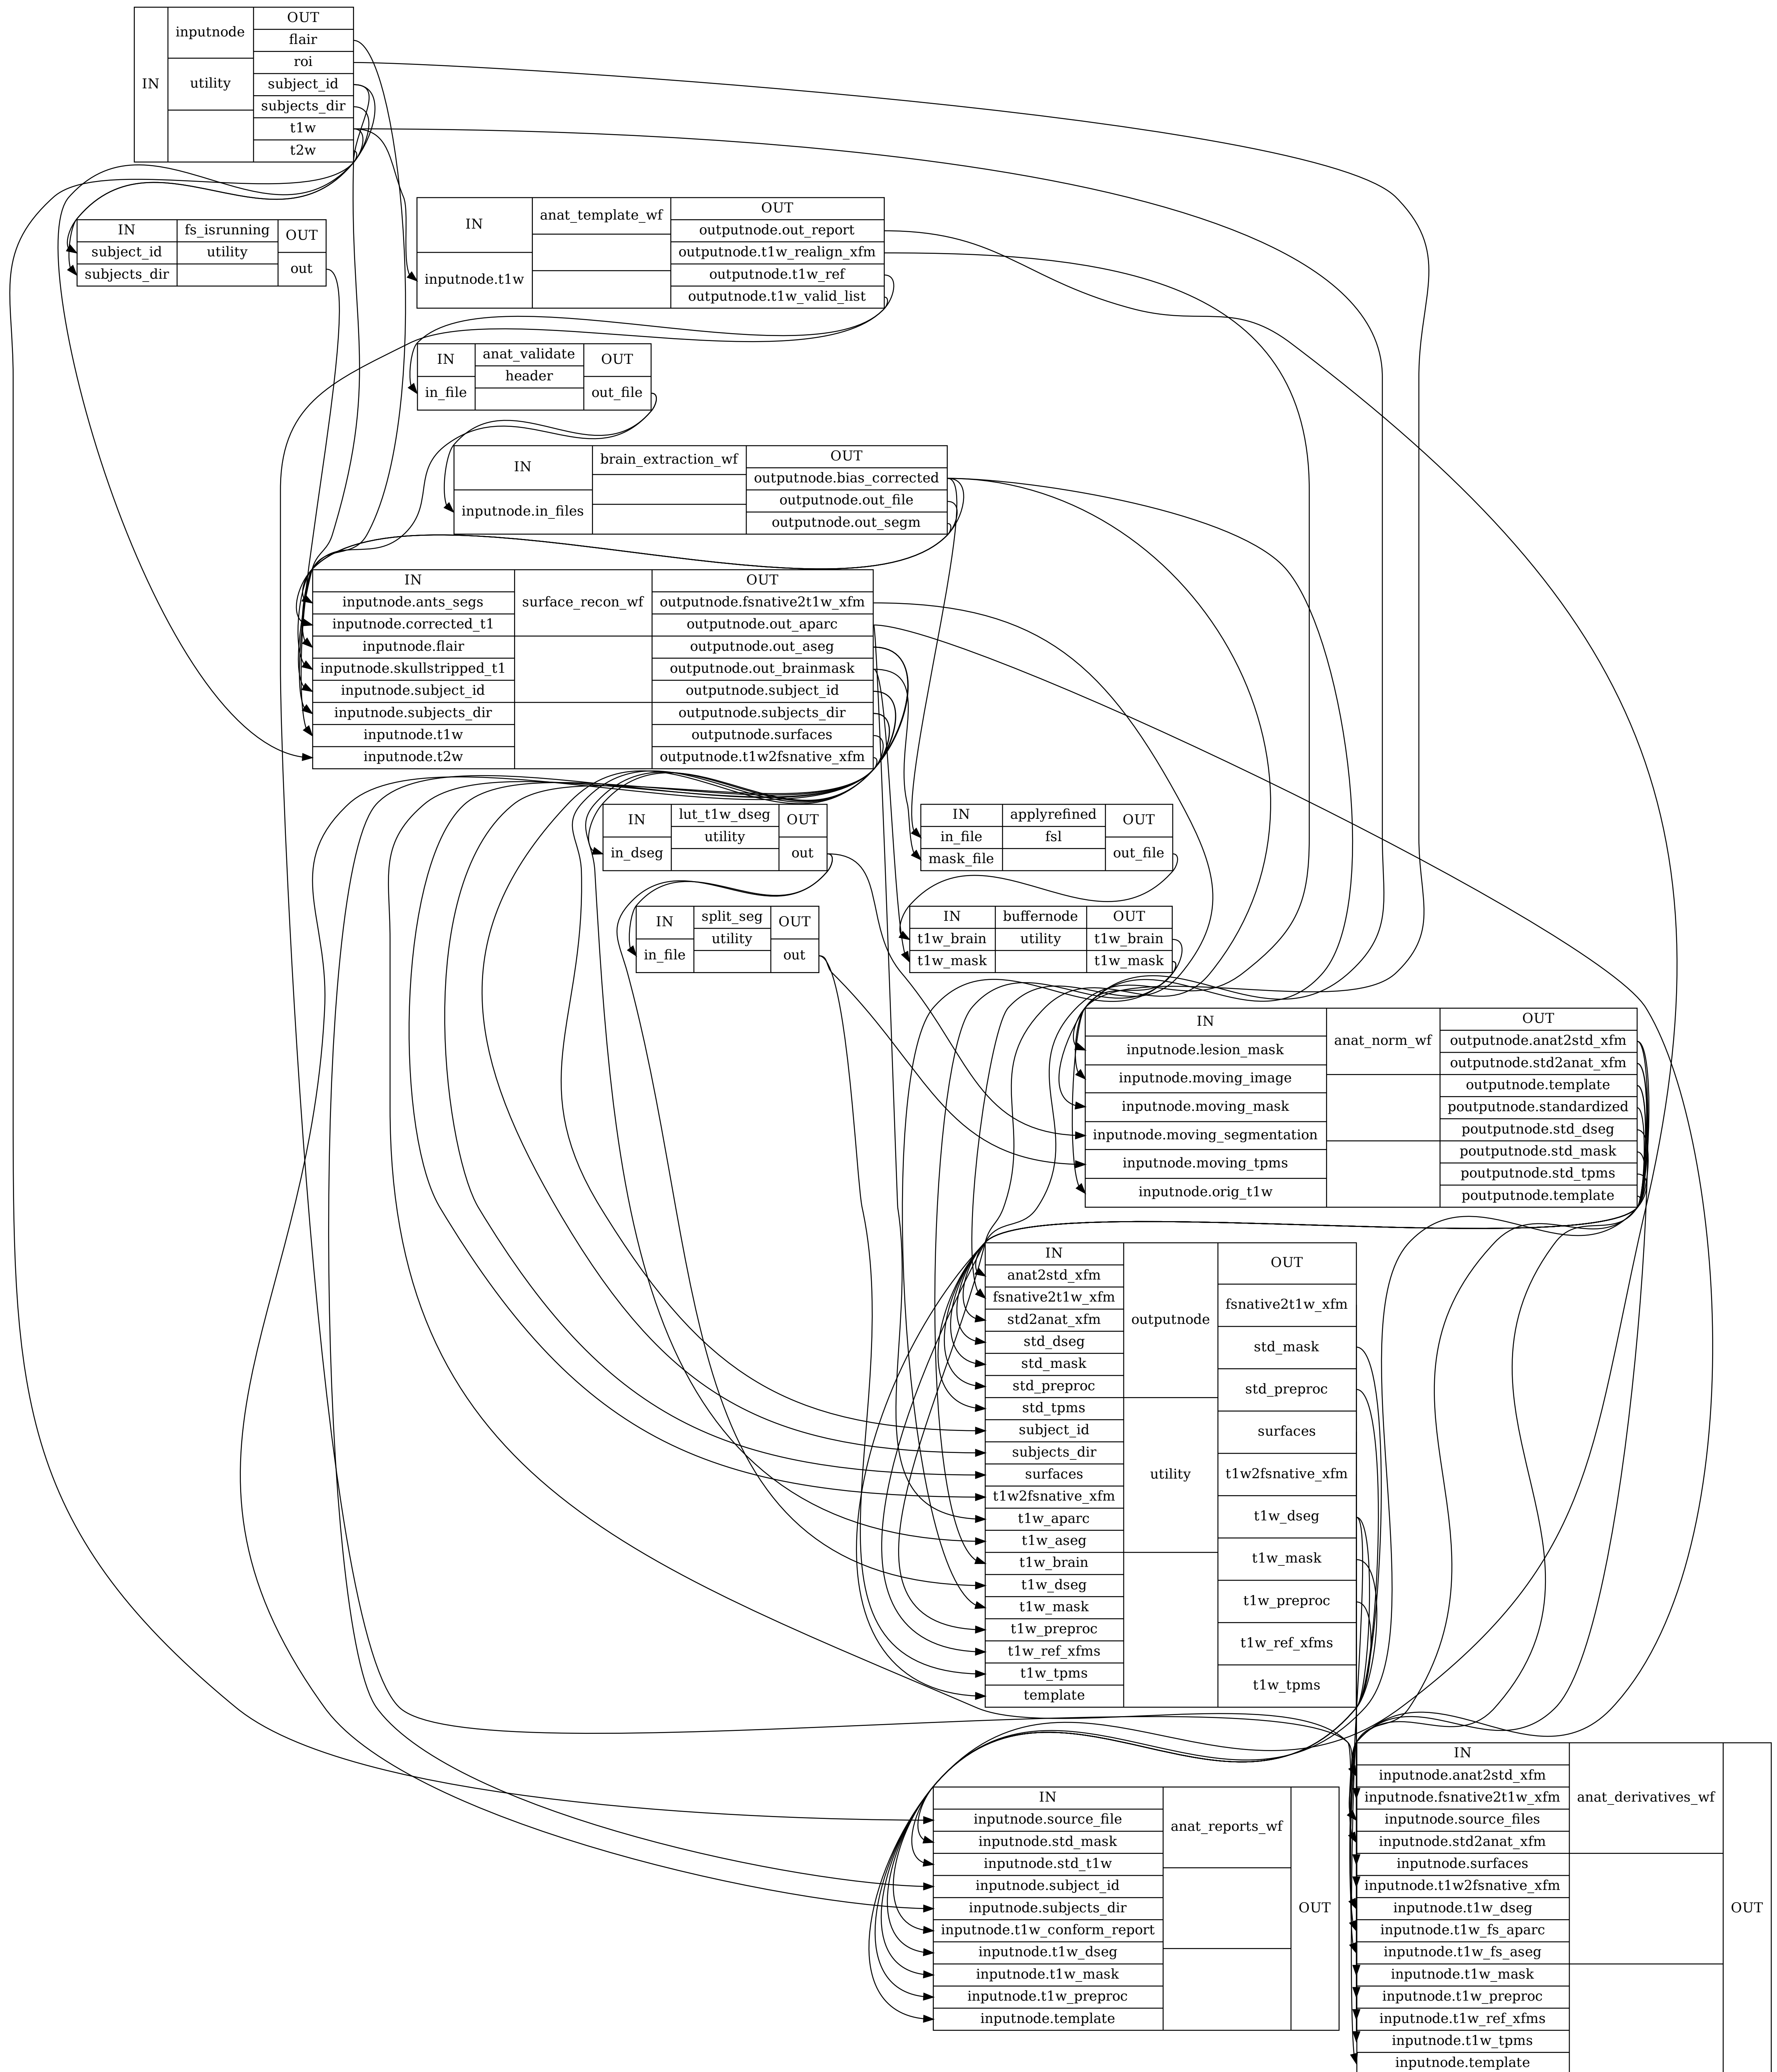 IN
inputnode
utility
OUT
flair
roi
subject_id
subjects_dir
t1w
t2w
IN
subject_id
subjects_dir
fs_isrunning
utility
OUT
out
IN
inputnode.t1w
anat_template_wf
OUT
outputnode.out_report
outputnode.t1w_realign_xfm
outputnode.t1w_ref
outputnode.t1w_valid_list
IN
in_file
anat_validate
header
OUT
out_file
IN
inputnode.in_files
brain_extraction_wf
OUT
outputnode.bias_corrected
outputnode.out_file
outputnode.out_segm
IN
inputnode.ants_segs
inputnode.corrected_t1
inputnode.flair
inputnode.skullstripped_t1
inputnode.subject_id
inputnode.subjects_dir
inputnode.t1w
inputnode.t2w
surface_recon_wf
OUT
outputnode.fsnative2t1w_xfm
outputnode.out_aparc
outputnode.out_aseg
outputnode.out_brainmask
outputnode.subject_id
outputnode.subjects_dir
outputnode.surfaces
outputnode.t1w2fsnative_xfm
IN
in_dseg
lut_t1w_dseg
utility
OUT
out
IN
in_file
mask_file
applyrefined
fsl
OUT
out_file
IN
in_file
split_seg
utility
OUT
out
IN
t1w_brain
t1w_mask
buffernode
utility
OUT
t1w_brain
t1w_mask
IN
inputnode.lesion_mask
inputnode.moving_image
inputnode.moving_mask
inputnode.moving_segmentation
inputnode.moving_tpms
inputnode.orig_t1w
anat_norm_wf
OUT
outputnode.anat2std_xfm
outputnode.std2anat_xfm
outputnode.template
poutputnode.standardized
poutputnode.std_dseg
poutputnode.std_mask
poutputnode.std_tpms
poutputnode.template
IN
anat2std_xfm
fsnative2t1w_xfm
std2anat_xfm
std_dseg
std_mask
std_preproc
std_tpms
subject_id
subjects_dir
surfaces
t1w2fsnative_xfm
t1w_aparc
t1w_aseg
t1w_brain
t1w_dseg
t1w_mask
t1w_preproc
t1w_ref_xfms
t1w_tpms
template
outputnode
utility
OUT
fsnative2t1w_xfm
std_mask
std_preproc
surfaces
t1w2fsnative_xfm
t1w_dseg
t1w_mask
t1w_preproc
t1w_ref_xfms
t1w_tpms
IN
inputnode.source_file
inputnode.std_mask
inputnode.std_t1w
inputnode.subject_id
inputnode.subjects_dir
inputnode.t1w_conform_report
inputnode.t1w_dseg
inputnode.t1w_mask
inputnode.t1w_preproc
inputnode.template
anat_reports_wf
OUT
IN
inputnode.anat2std_xfm
inputnode.fsnative2t1w_xfm
inputnode.source_files
inputnode.std2anat_xfm
inputnode.surfaces
inputnode.t1w2fsnative_xfm
inputnode.t1w_dseg
inputnode.t1w_fs_aparc
inputnode.t1w_fs_aseg
inputnode.t1w_mask
inputnode.t1w_preproc
inputnode.t1w_ref_xfms
inputnode.t1w_tpms
inputnode.template
anat_derivatives_wf
OUT